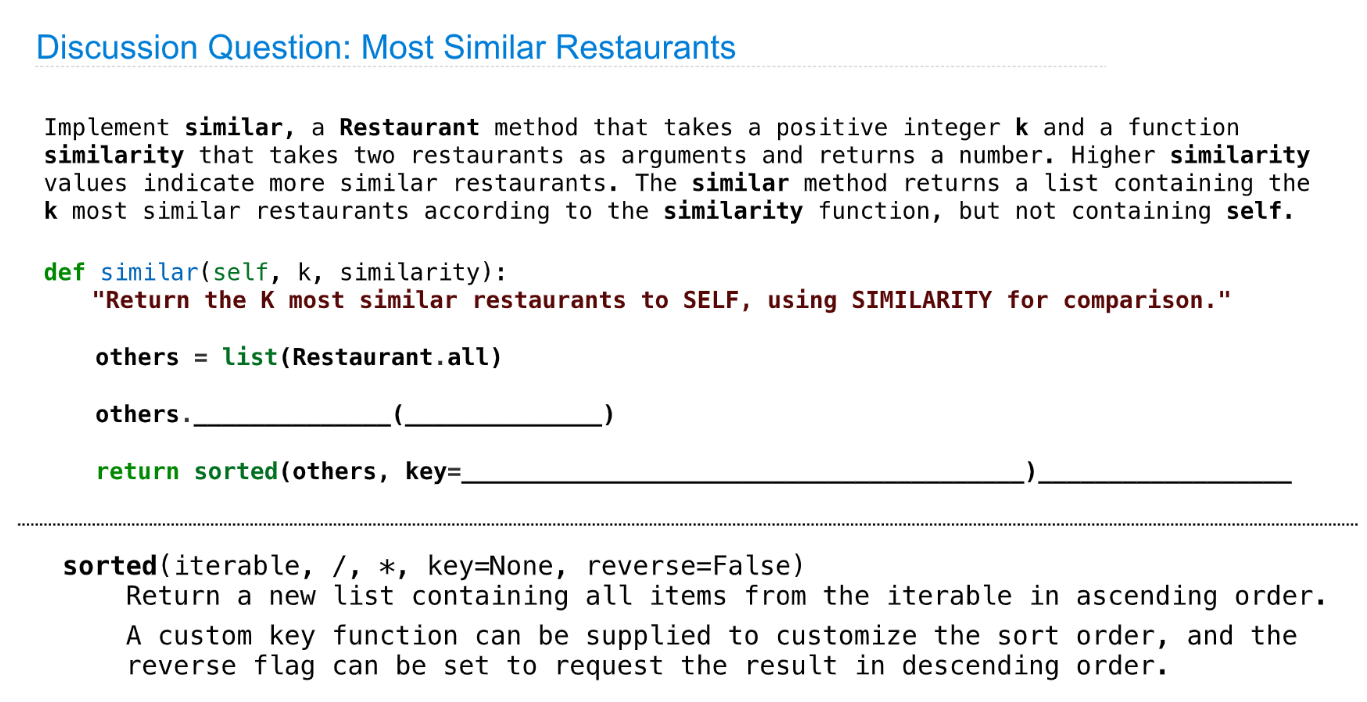 Discussion Question: Most Similar Restaurants
Implement similar, a Restaurant method that takes a positive integer k and a function
similarity that takes two restaurants as arguments and returns a number. Higher similarity
values indicate more similar restaurants. The similar method returns a list containing the
k most similar restaurants according to the similarity function, but not containing self.
def similar(self, k, similarity):
"Return the K most similar restaurants to SELF, using SIMILARITY for comparison."
others = list(Restaurant.all)
others.______________(______________)
return sorted(others, key=________________________________________)__________________
sorted(iterable, /, *, key=None, reverse=False)
Return a new list containing all items from the iterable in ascending order.
A custom key function can be supplied to customize the sort order, and the
reverse flag can be set to request the result in descending order.